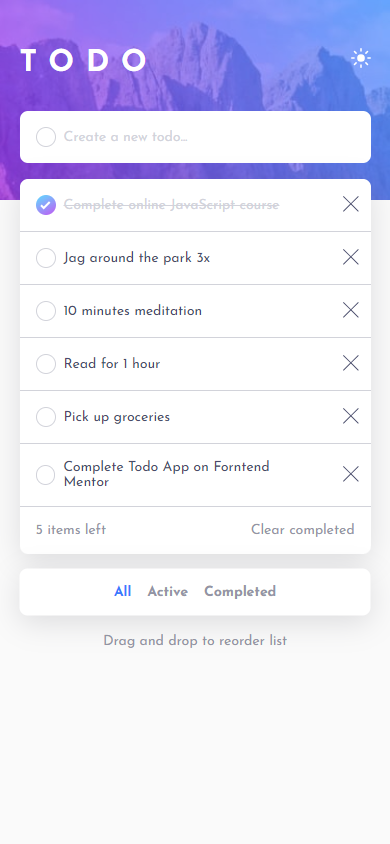 TODO
Create a new todo...
Complete online JavaScript course
Jag around the park 3x
10 minutes meditation
Read for 1 hour
Pick up groceries
Complete Todo App on Forntend
Mentor
5 items left Clear completed
All Active Completed
Drag and drop to reorder list